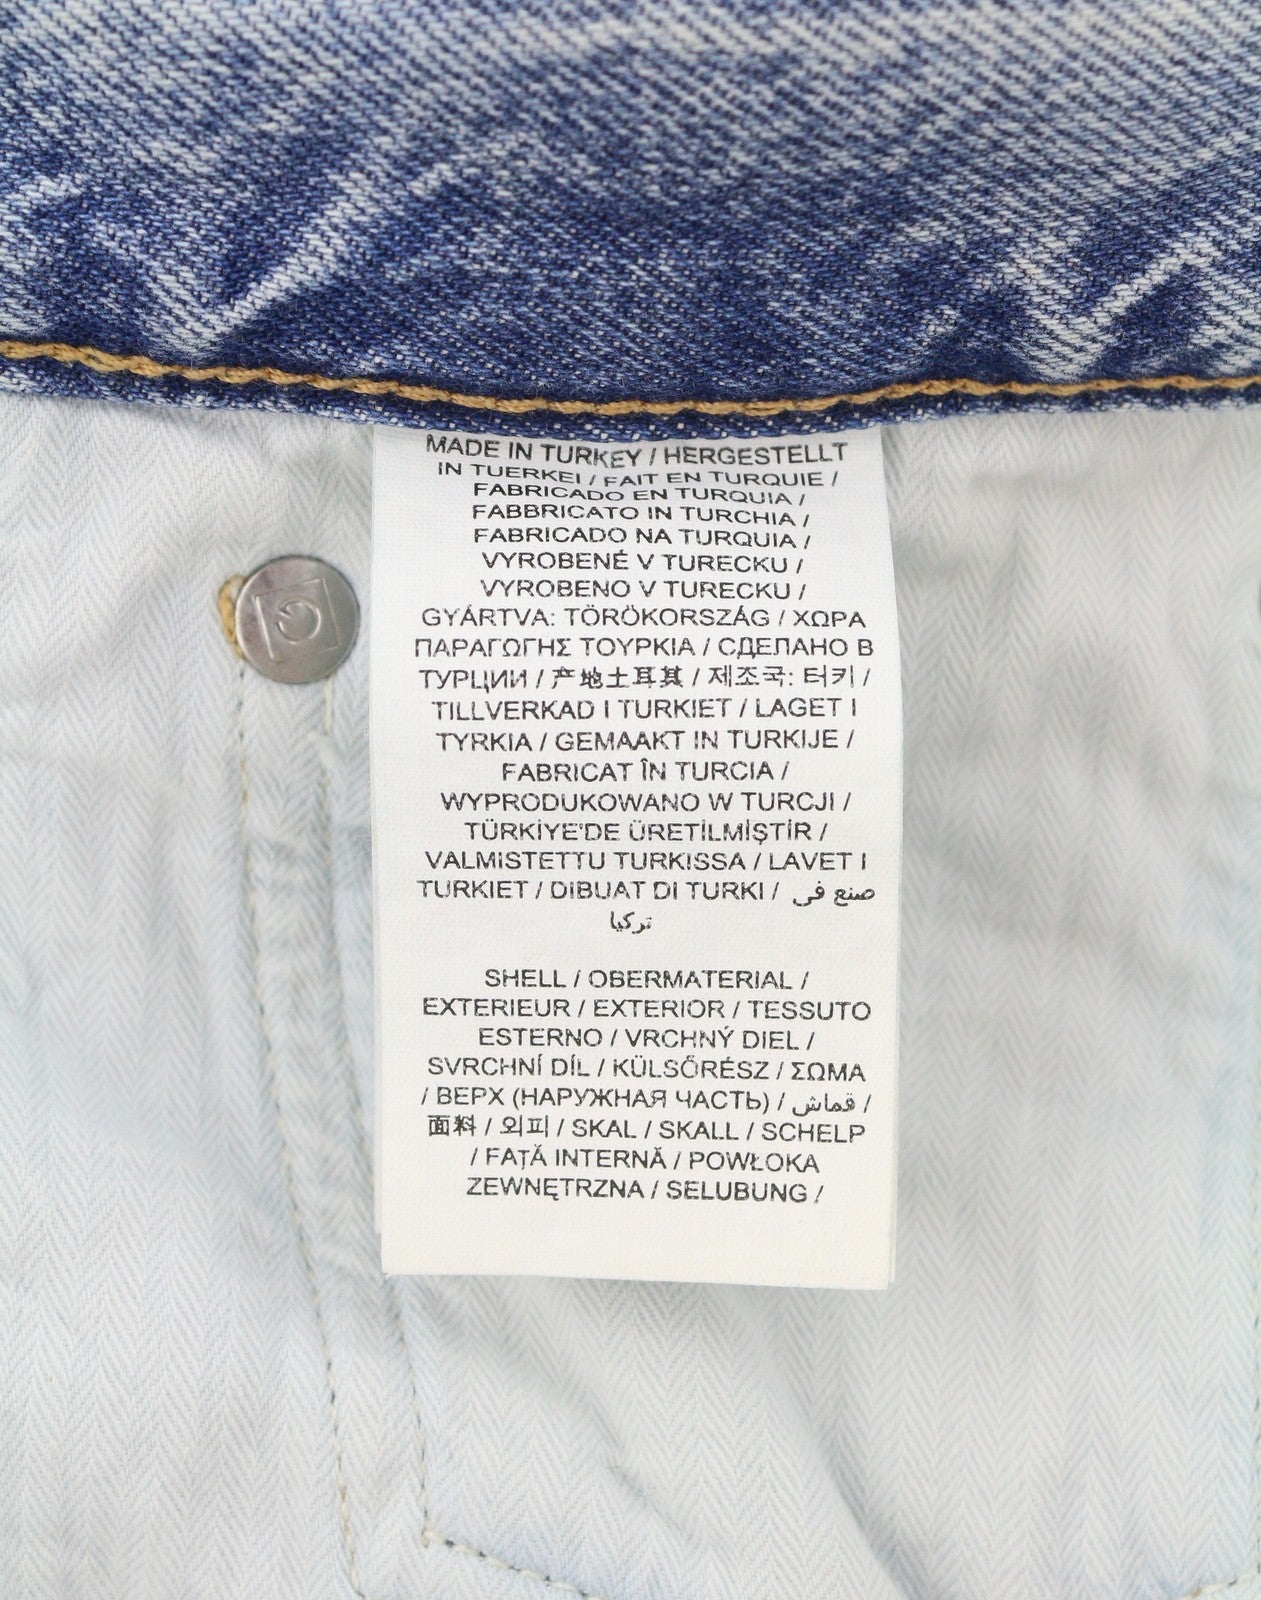 MADE IN TURKEY / HERGESTELLT
IN TUERKEI / FAIT EN TURQUIE /
FABRICADO EN TURQUIA /
FABBRICATO IN TURCHIA /
FABRICADO NA TURQUIA /
VYROBENÉ V TURECKU /
VYROBENO V TURECKU /
GYÁRTVA: TÖRÖKORSZÁG / ΧΩΡΑ
ΠΑΡΑΓΩΓΗΣ ΤΟΥΡΚΙΑ / СДЕЛАНО В
ТУРЦИИ / 产地土耳其 / 제조국: 터키 /
TILLVERKAD I TURKIET / LAGET I
TYRKIA / GEMAAKT IN TURKIJE /
FABRICAT ÎN TURCIA /
WYPRODUKOWANO W TURCJI /
TÜRKİYE'DE ÜRETİLMİŞTİR /
VALMISTETTU TURKISSA / LAVET I
TURKIET / DIBUAT DI TURKI / صنع في
تركيا
SHELL / OBERMATERIAL /
EXTERIEUR / EXTERIOR / TESSUTO
ESTERNO / VRCHNÝ DIEL /
SVRCHNÍ DÍL / KÜLSŐRÉSZ / ΣΩΜΑ
/ ВЕРХ (НАРУЖНАЯ ЧАСТЬ) / قماش /
面料 / 외피 / SKAL / SKALL / SCHELP
/ FAȚĂ INTERNĂ / POWŁOKA
ZEWNĘTRZNA / SELUBUNG /